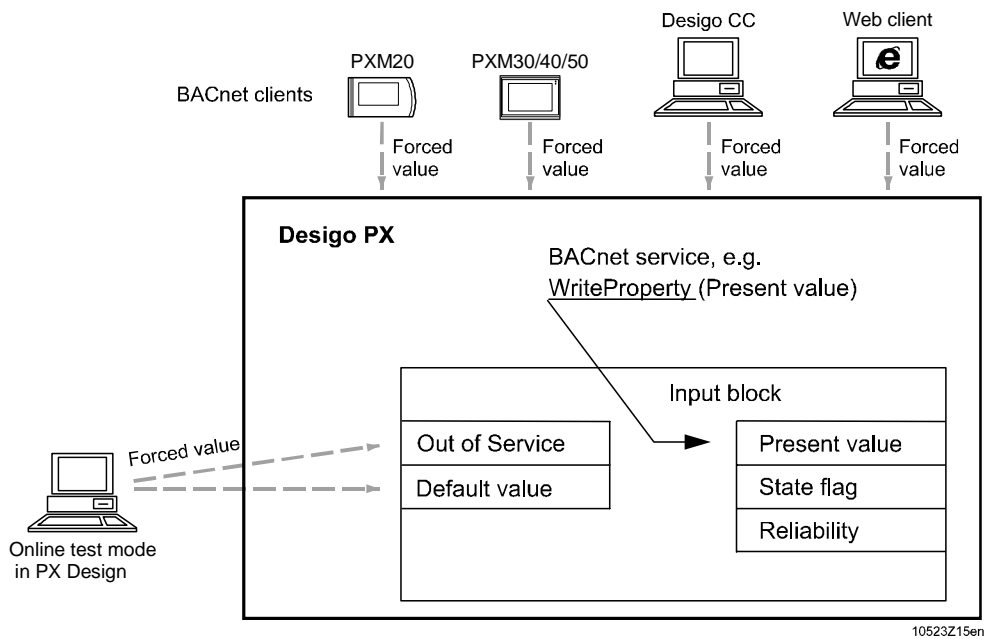 Desigo CC
Web client
PXM20
PXM30/40/50
BACnet clients
e
Forced
value
Forced
value
Forced
value
Forced
value
Desigo PX
BACnet service, e.g.
WriteProperty (Present value)
Input block
Out of Service
Default value
Present value
State flag
Reliability
Forced value
Online test mode
in PX Design
10523Z15en